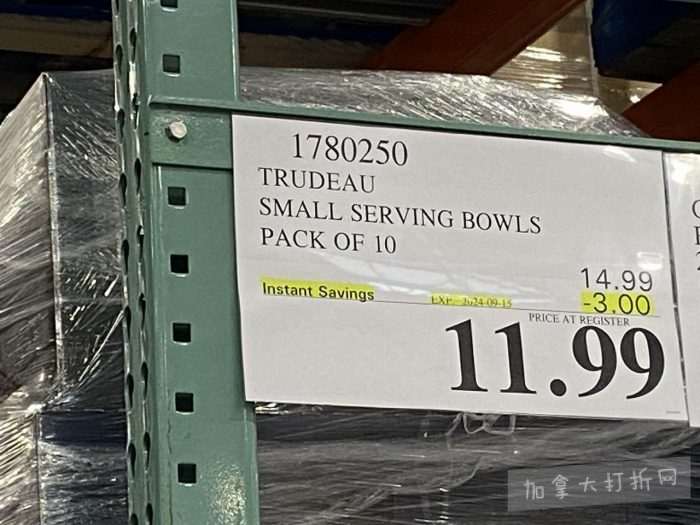 1780250
TRUDEAU
SMALL SERVING BOWLS
PACK OF 10
14.99
Instant Savings EXP. 2024-09-15 -3.00
PRICE AT REGISTER
11.99
加拿大打折网